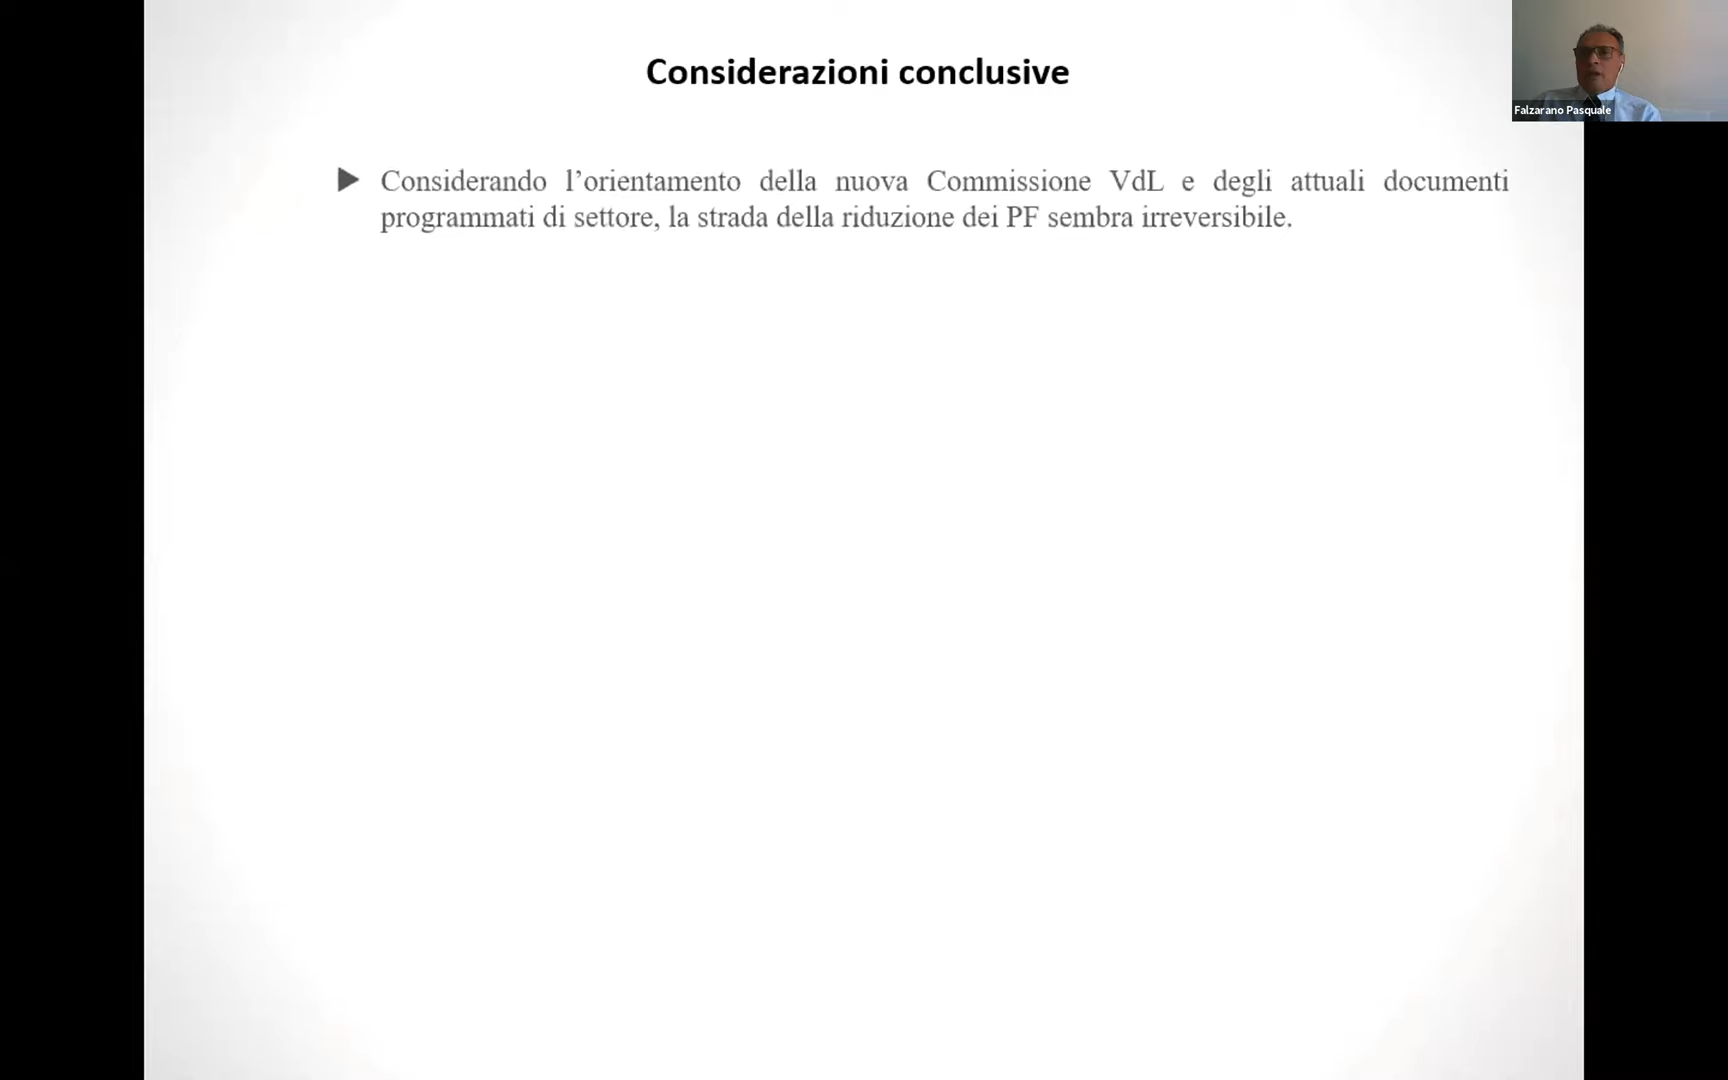 Considerazioni conclusive
Falzarano Pasquale
Considerando l’orientamento della nuova Commissione VdL e degli attuali documenti
programmati di settore, la strada della riduzione dei PF sembra irreversibile.